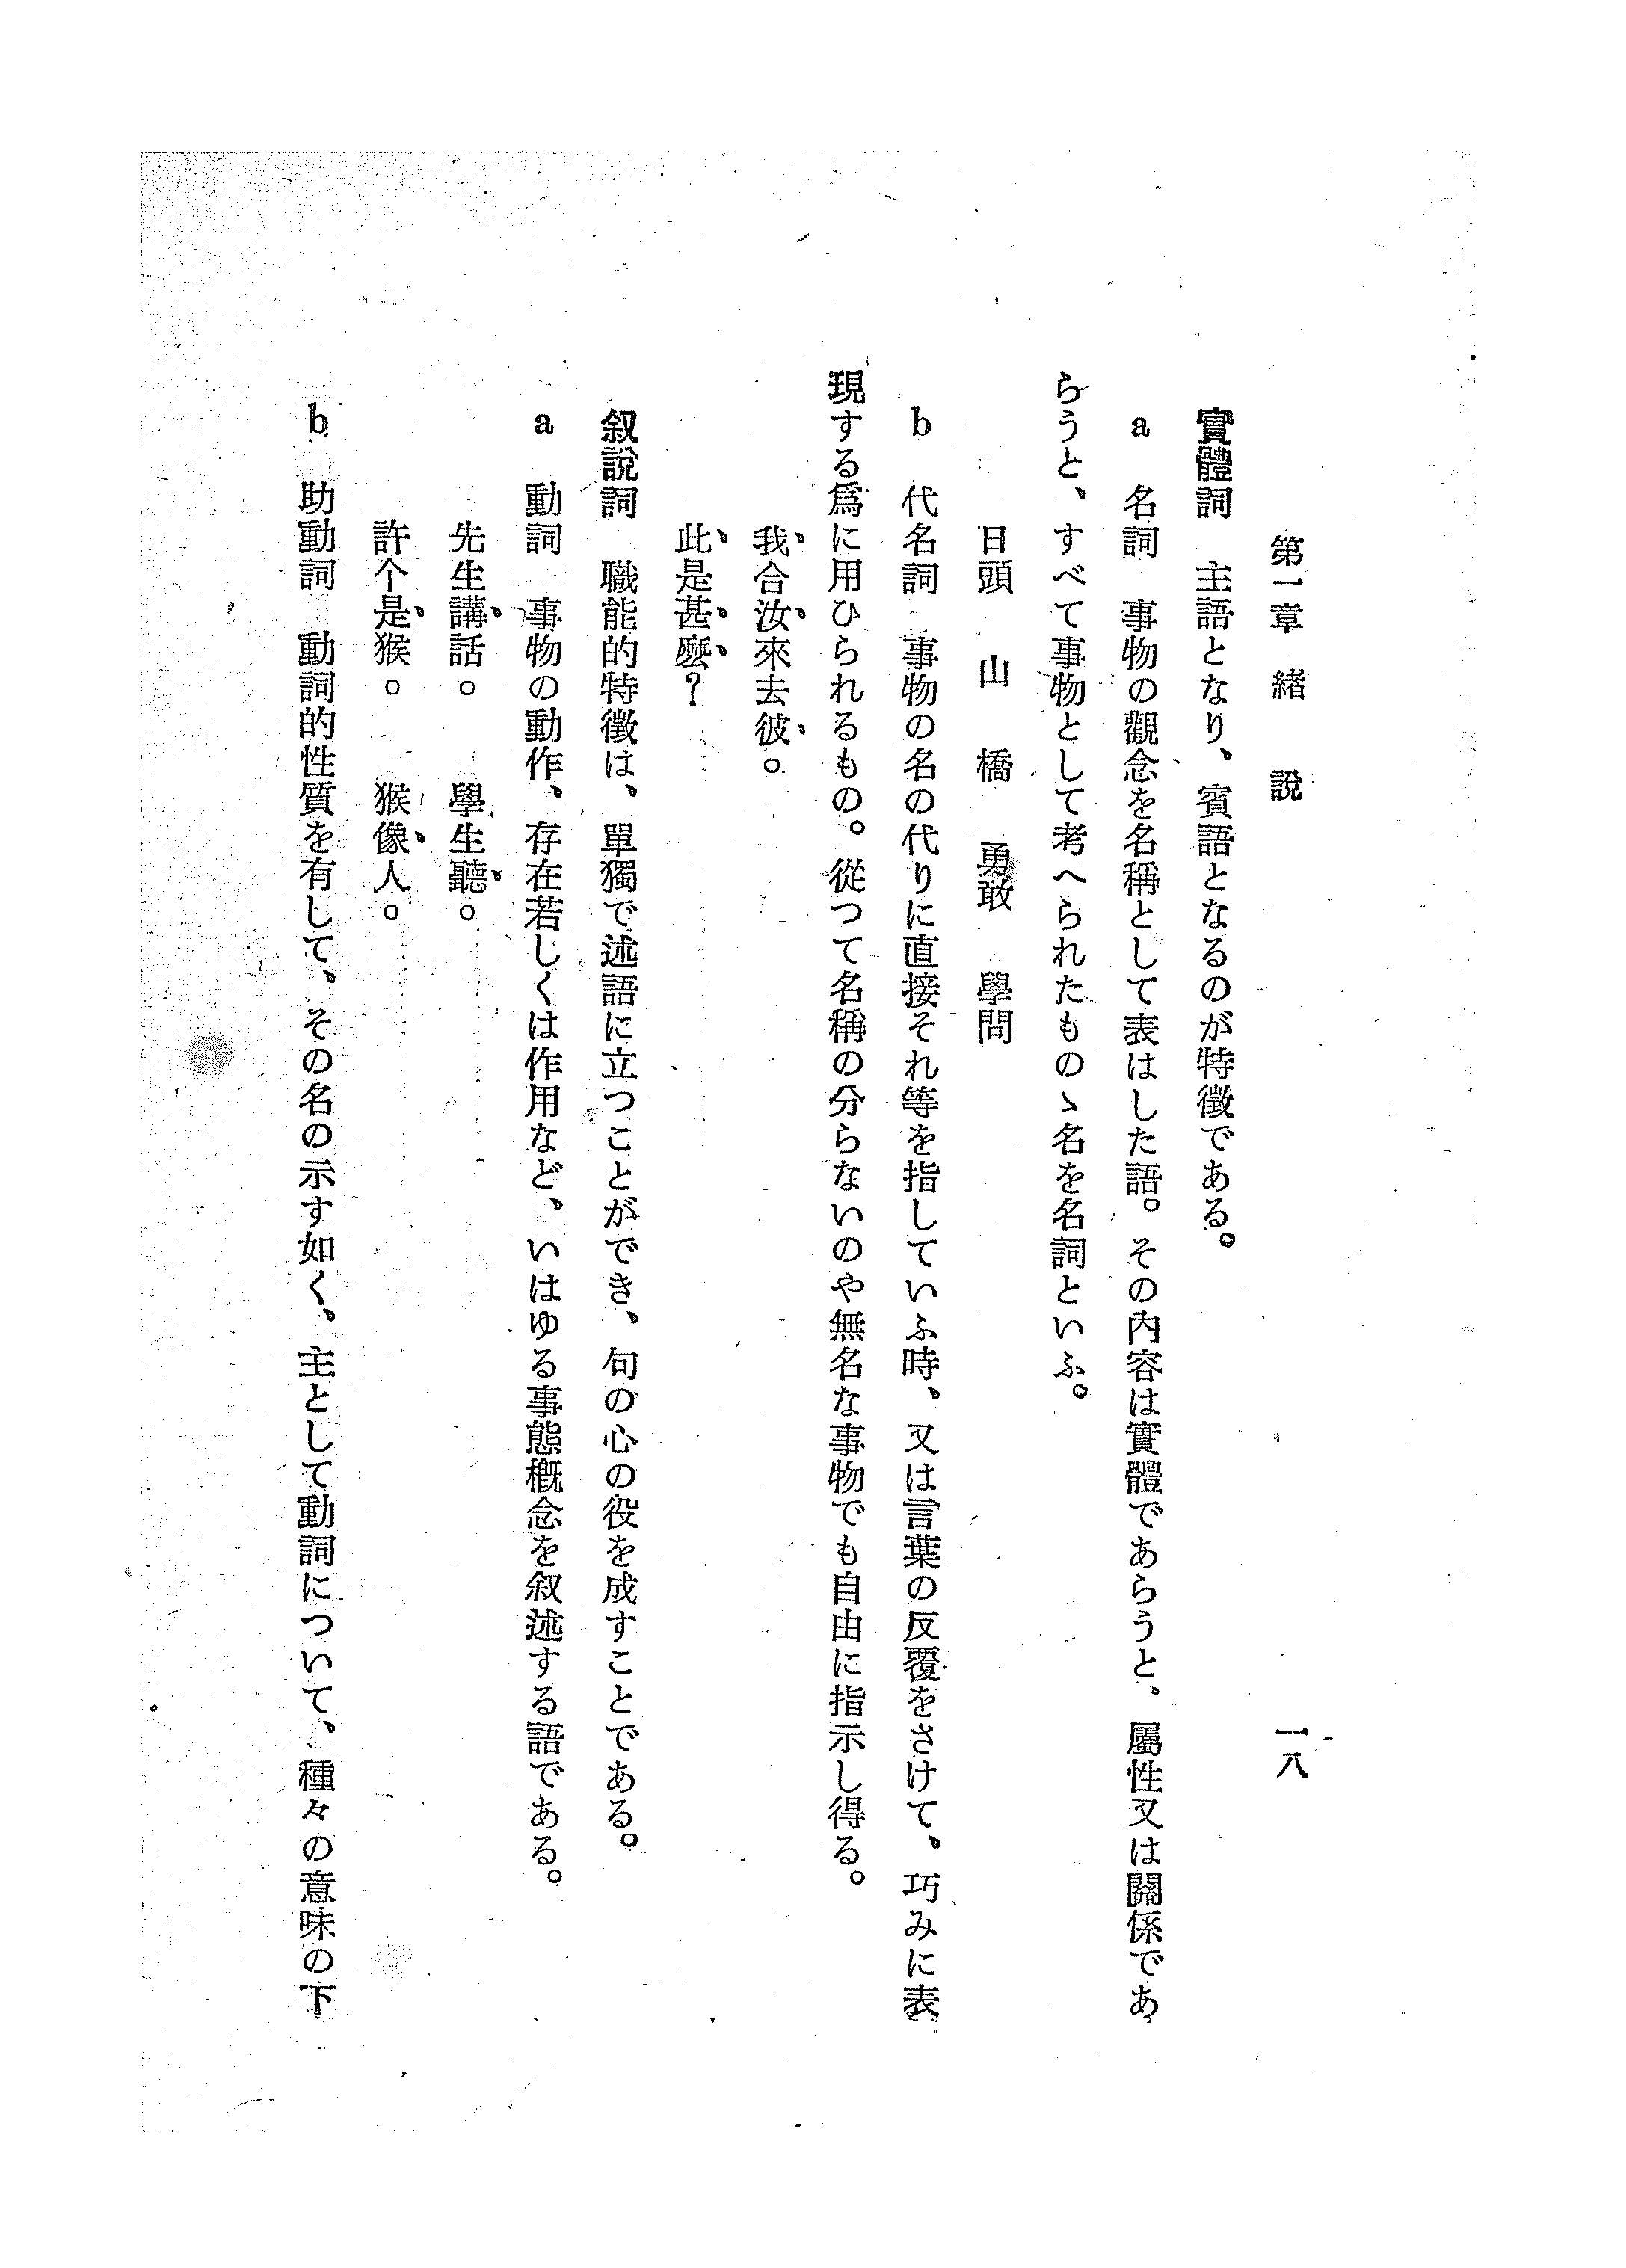 第一章 緒 說 一八
實體詞 主語となり、賓語となるのが特徵である。
a 名詞 事物の觀念を名稱として表はした語。その內容は實體であらうと、屬性又は關係であ
らうと、すべて事物として考へられたものゝ名を名詞といふ。
日頭 山 橋 勇敢 學問
b 代名詞 事物の名の代りに直接それ等を指していふ時、又は言葉の反覆をさけて、巧みに表
現する爲に用ひられるもの。從つて名稱の分らないのや無名な事物でも自由に指示し得る。
我合汝來去彼。
此是甚麼?
叙說詞 職能的特徵は、單獨で述語に立つことができ、句の心の役を成すことである。
a 動詞 事物の動作、存在若しくは作用など、いはゆる事態槪念を叙述する語である。
先生講話。 學生聽。
許个是猴。 猴像人。
b 助動詞 動詞的性質を有して、その名の示す如く、主として動詞について、種々の意味の下